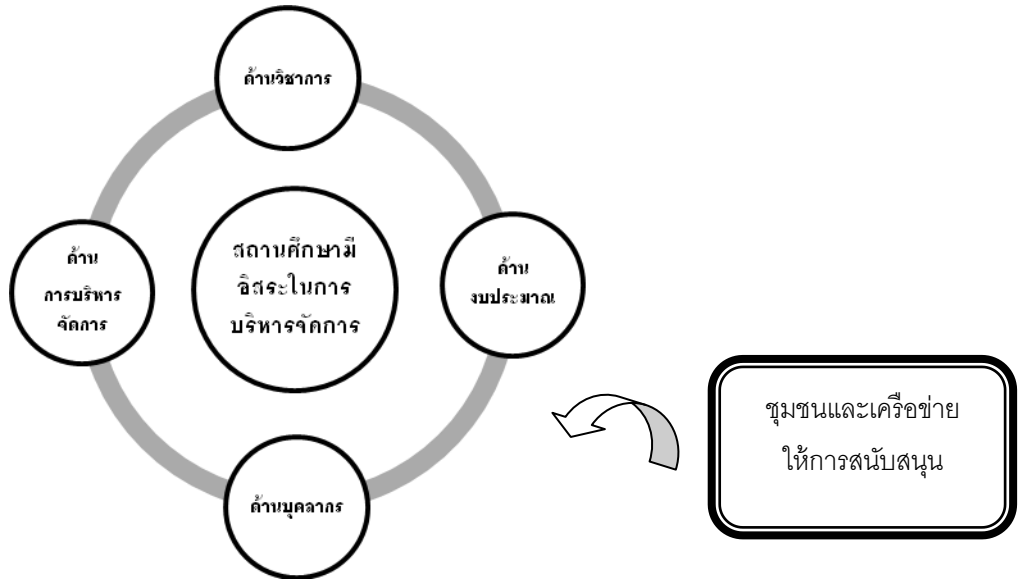 ด้านวิชาการ
สถานศึกษามี
อิสระในการ
บริหารจัดการ
ด้าน
การบริหาร
จัดการ
ด้าน
งบประมาณ
ด้านบุคลากร
ชุมชนและเครือข่าย
ให้การสนับสนุน